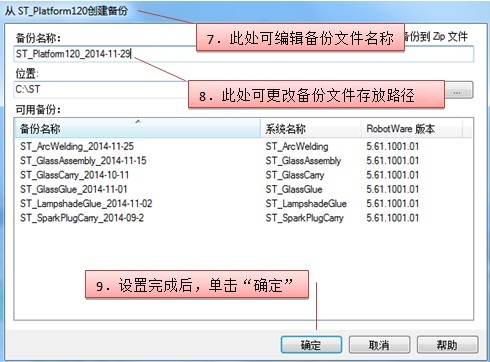 从 ST_Platform120创建备份
备份名称:
7．此处可编辑备份文件名称
备份到 Zip 文件
ST_Platform120_2014-11-29
位置:
8．此处可更改备份文件存放路径
C:\ST
...
可用备份:
备份名称 系统名称 RobotWare 版本
ST_ArcWelding_2014-11-25 ST_ArcWelding 5.61.1001.01
ST_GlassAssembly_2014-11-15 ST_GlassAssembly 5.61.1001.01
ST_GlassCarry_2014-10-11 ST_GlassCarry 5.61.1001.01
ST_GlassGlue_2014-11-01 ST_GlassGlue 5.61.1001.01
ST_LampshadeGlue_2014-11-02 ST_LampshadeGlue 5.61.1001.01
ST_SparkPlugCarry_2014-09-2 ST_SparkPlugCarry 5.61.1001.01
9．设置完成后，单击“确定”
确定 取消 帮助